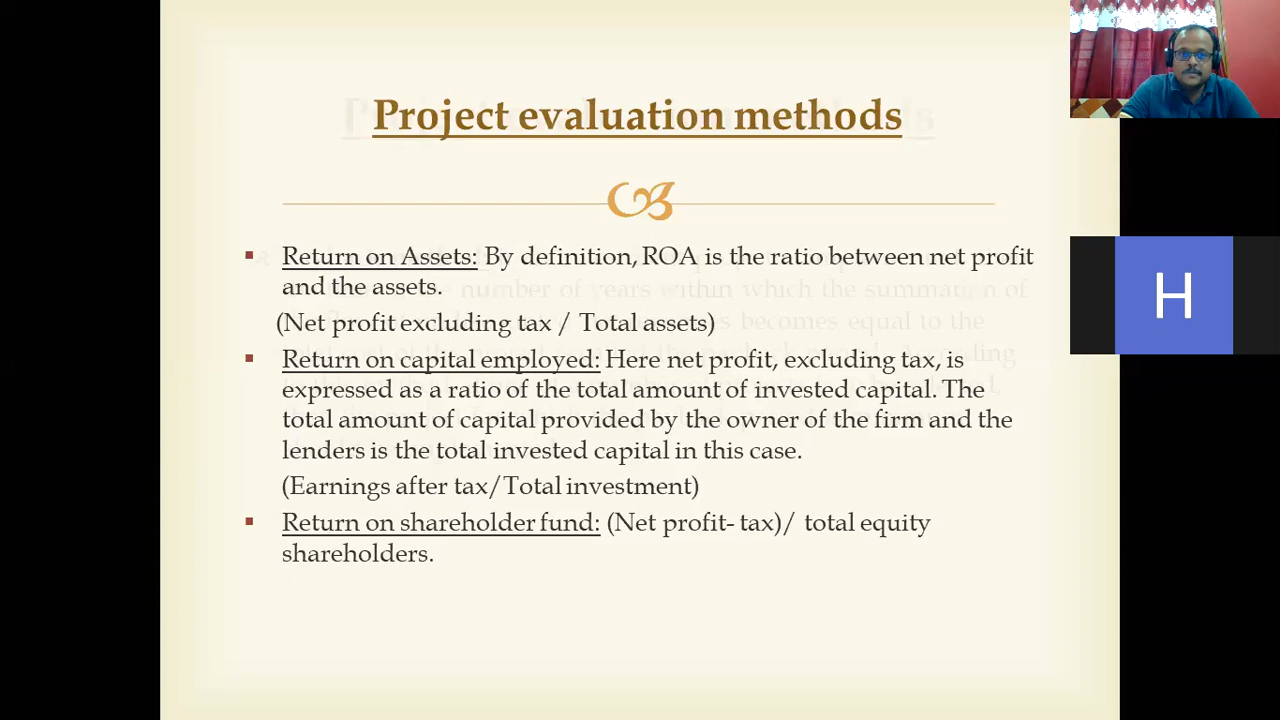 Project evaluation methods
Return on Assets: By definition, ROA is the ratio between net profit
and the assets.
(Net profit excluding tax / Total assets)
Return on capital employed: Here net profit, excluding tax, is
expressed as a ratio of the total amount of invested capital. The
total amount of capital provided by the owner of the firm and the
lenders is the total invested capital in this case.
(Earnings after tax/Total investment)
Return on shareholder fund: (Net profit- tax)/ total equity
shareholders.
H